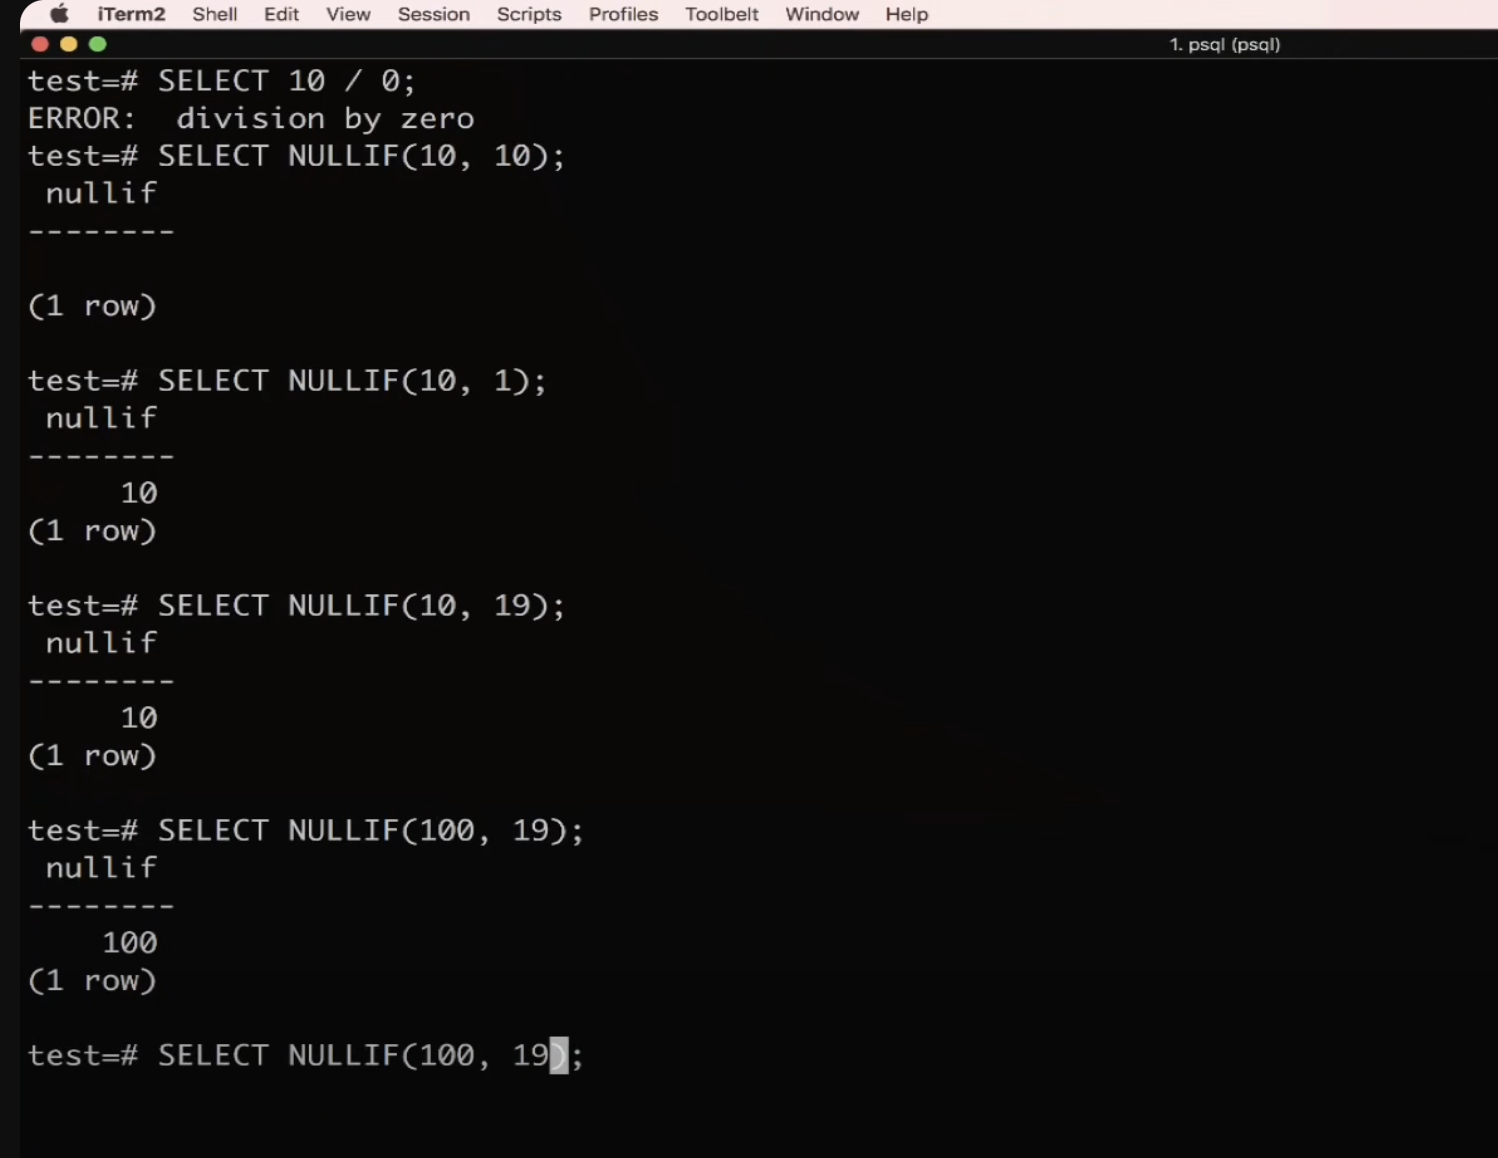 iTerm2 Shell Edit View Session Scripts Profiles Toolbelt Window Help
1. psql (psql)
test=# SELECT 10 / 0;
ERROR:  division by zero
test=# SELECT NULLIF(10, 10);
 nullif
--------

(1 row)

test=# SELECT NULLIF(10, 1);
 nullif
--------
     10
(1 row)

test=# SELECT NULLIF(10, 19);
 nullif
--------
     10
(1 row)

test=# SELECT NULLIF(100, 19);
 nullif
--------
    100
(1 row)

test=# SELECT NULLIF(100, 19);